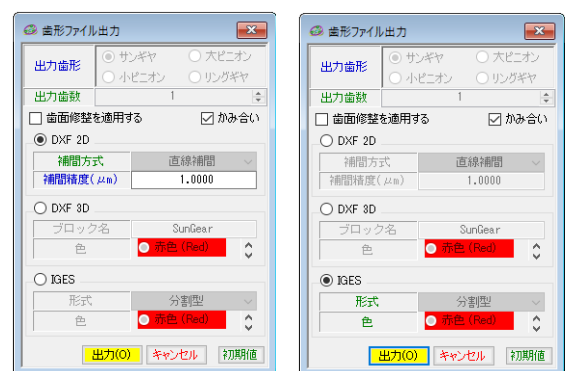 歯形ファイル出力
出力歯形 サンギヤ 大ピニオン
小ピニオン リングギヤ
出力歯数 1
歯面修整を適用する かみ合い
DXF 2D
補間方式 直線補間
補間精度(μm) 1.0000
DXF 3D
ブロック名 SunGear
色 赤色(Red)
IGES
形式 分割型
色 赤色(Red)
出力(O) キャンセル 初期値
歯形ファイル出力
出力歯形 サンギヤ 大ピニオン
小ピニオン リングギヤ
出力歯数 1
歯面修整を適用する かみ合い
DXF 2D
補間方式 直線補間
補間精度(μm) 1.0000
DXF 3D
ブロック名 SunGear
色 赤色(Red)
IGES
形式 分割型
色 赤色(Red)
出力(O) キャンセル 初期値